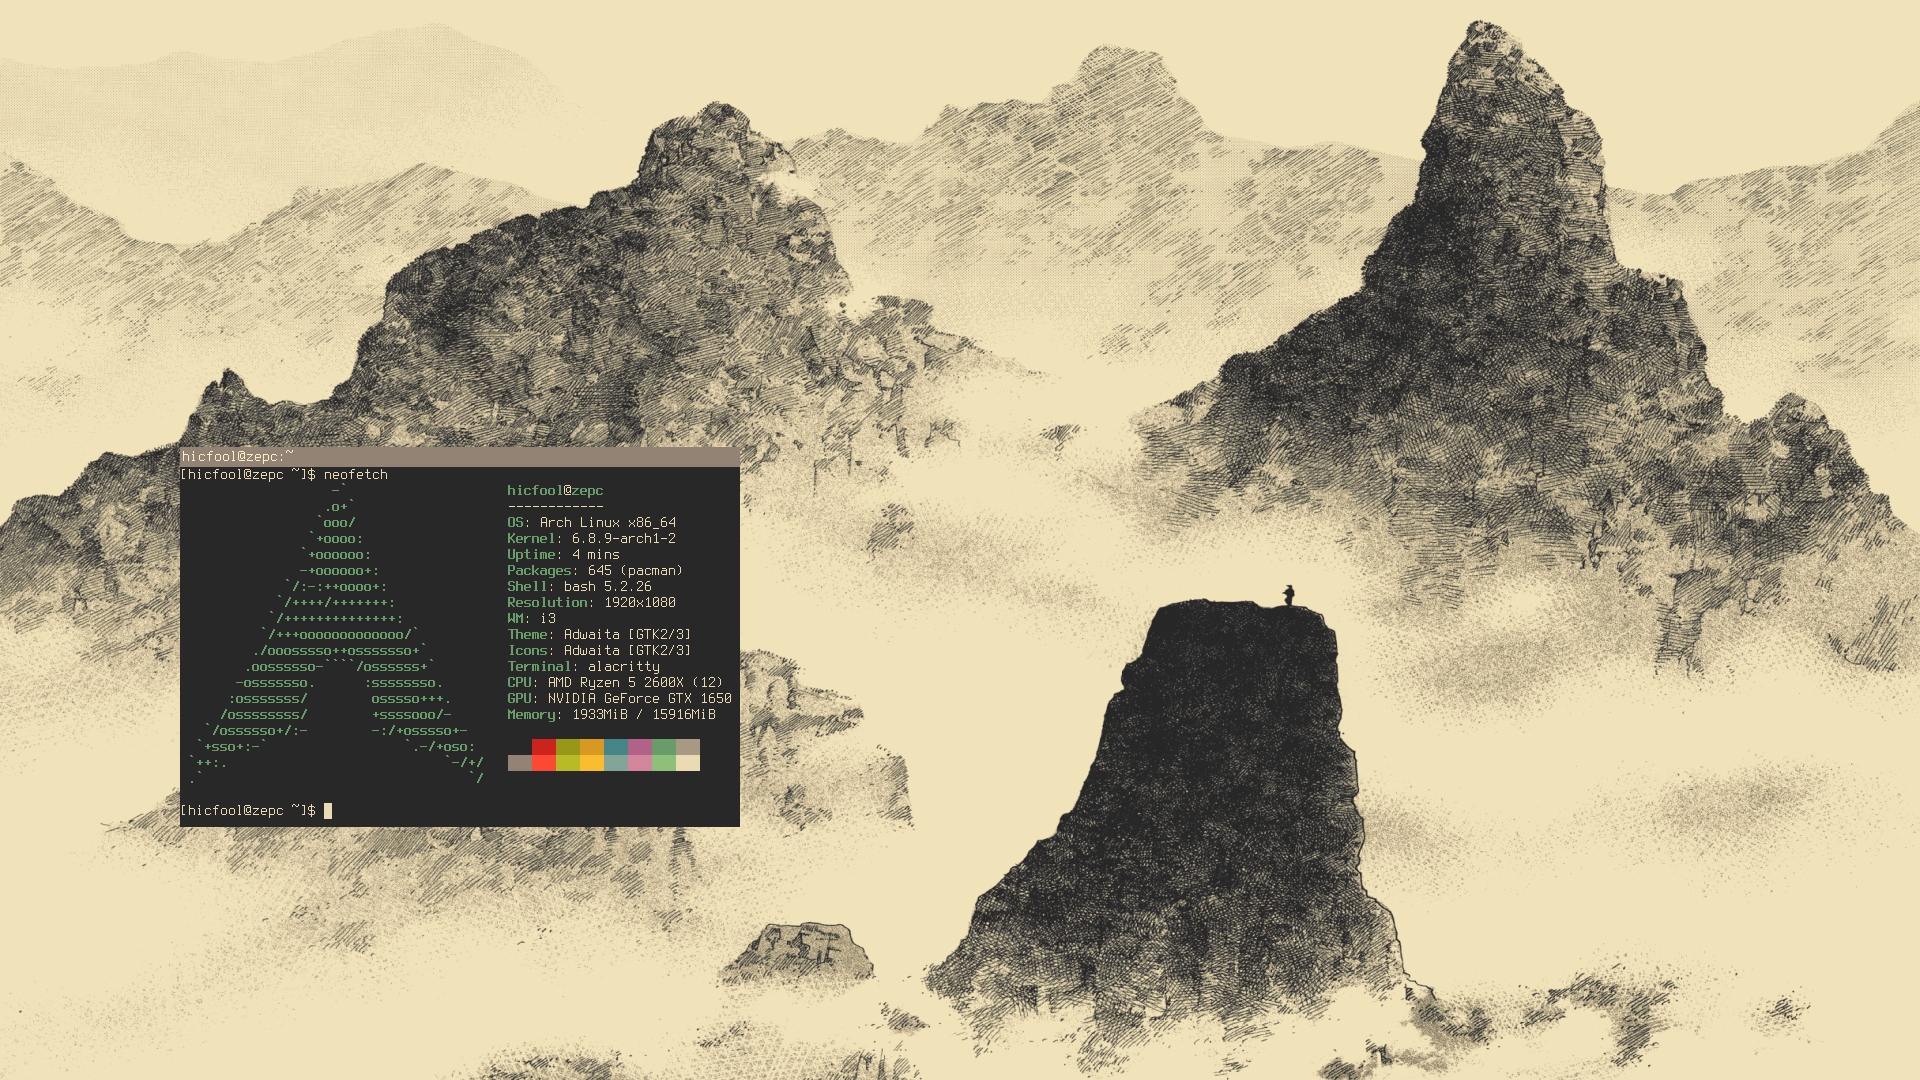 hicfool@zepc:~
[hicfool@zepc ~]$ neofetch
-`
.o+`
`ooo/
`+oooo:
`+oooooo:
-+oooooo+:
`/:-:++oooo+:
`/++++/+++++++:
`/++++++++++++++:
`/+++ooooooooooooo/`
./ooosssso++osssssso+`
.oossssso-````/ossssss+`
-osssssso.      :ssssssso.
:osssssss/        osssso+++.
/ossssssss/        +ssssooo/-
`/ossssso+/:-        -:/+osssso+-
`+sso+:-`                 `.-/+oso:
`++:.                           `-/+/
.`                                 `/
hicfool@zepc
------------
OS: Arch Linux x86_64
Kernel: 6.8.9-arch1-2
Uptime: 4 mins
Packages: 645 (pacman)
Shell: bash 5.2.26
Resolution: 1920x1080
WM: i3
Theme: Adwaita [GTK2/3]
Icons: Adwaita [GTK2/3]
Terminal: alacritty
CPU: AMD Ryzen 5 2600X (12)
GPU: NVIDIA GeForce GTX 1650
Memory: 1933MiB / 15916MiB
[hicfool@zepc ~]$